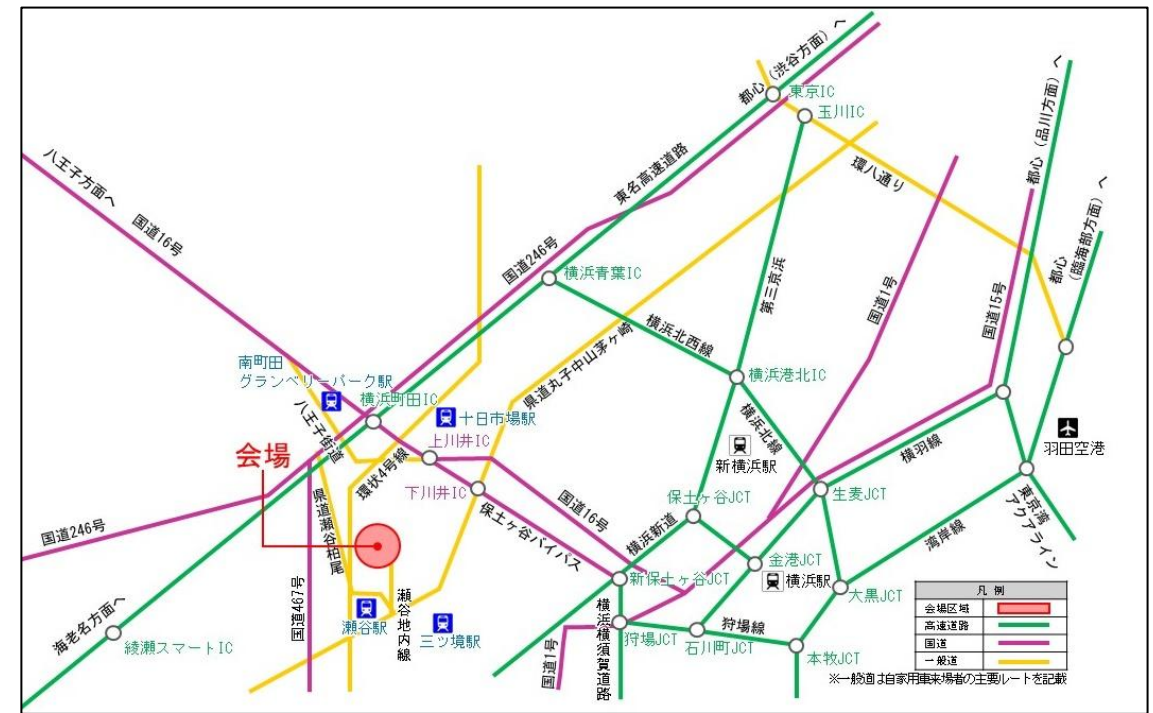 都心（渋谷方面）へ
東京IC
玉川IC
都心（品川方面）へ
環八通り
都心
（臨海部方面）へ
八王子方面へ
国道16号
東名高速道路
国道246号
横浜青葉IC
第三京浜
国道1号
国道15号
横浜北西線
県道丸子中山茅ヶ崎
南町田
グランベリーパーク駅
横浜町田IC
横浜港北IC
八王子街道
十日市場駅
上川井IC
横浜北線
新横浜駅
横羽線
羽田空港
会場
環状4号線
下川井IC
国道16号
保土ヶ谷JCT
生麦JCT
東京湾
アクアライン
県道瀬谷柏尾
国道246号
保土ヶ谷バイパス
横浜新道
湾岸線
金港JCT
新保土ヶ谷JCT
横浜駅
大黒JCT
国道467号
瀬谷駅
瀬谷地内線
三ツ境駅
海老名方面へ
綾瀬スマートIC
国道1号
横浜横須賀道路
狩場JCT
狩場線
石川町JCT
本牧JCT
凡 例
会場区域
高速道路
国道
一般道
※一般道は自家用車来場者の主要ルートを記載